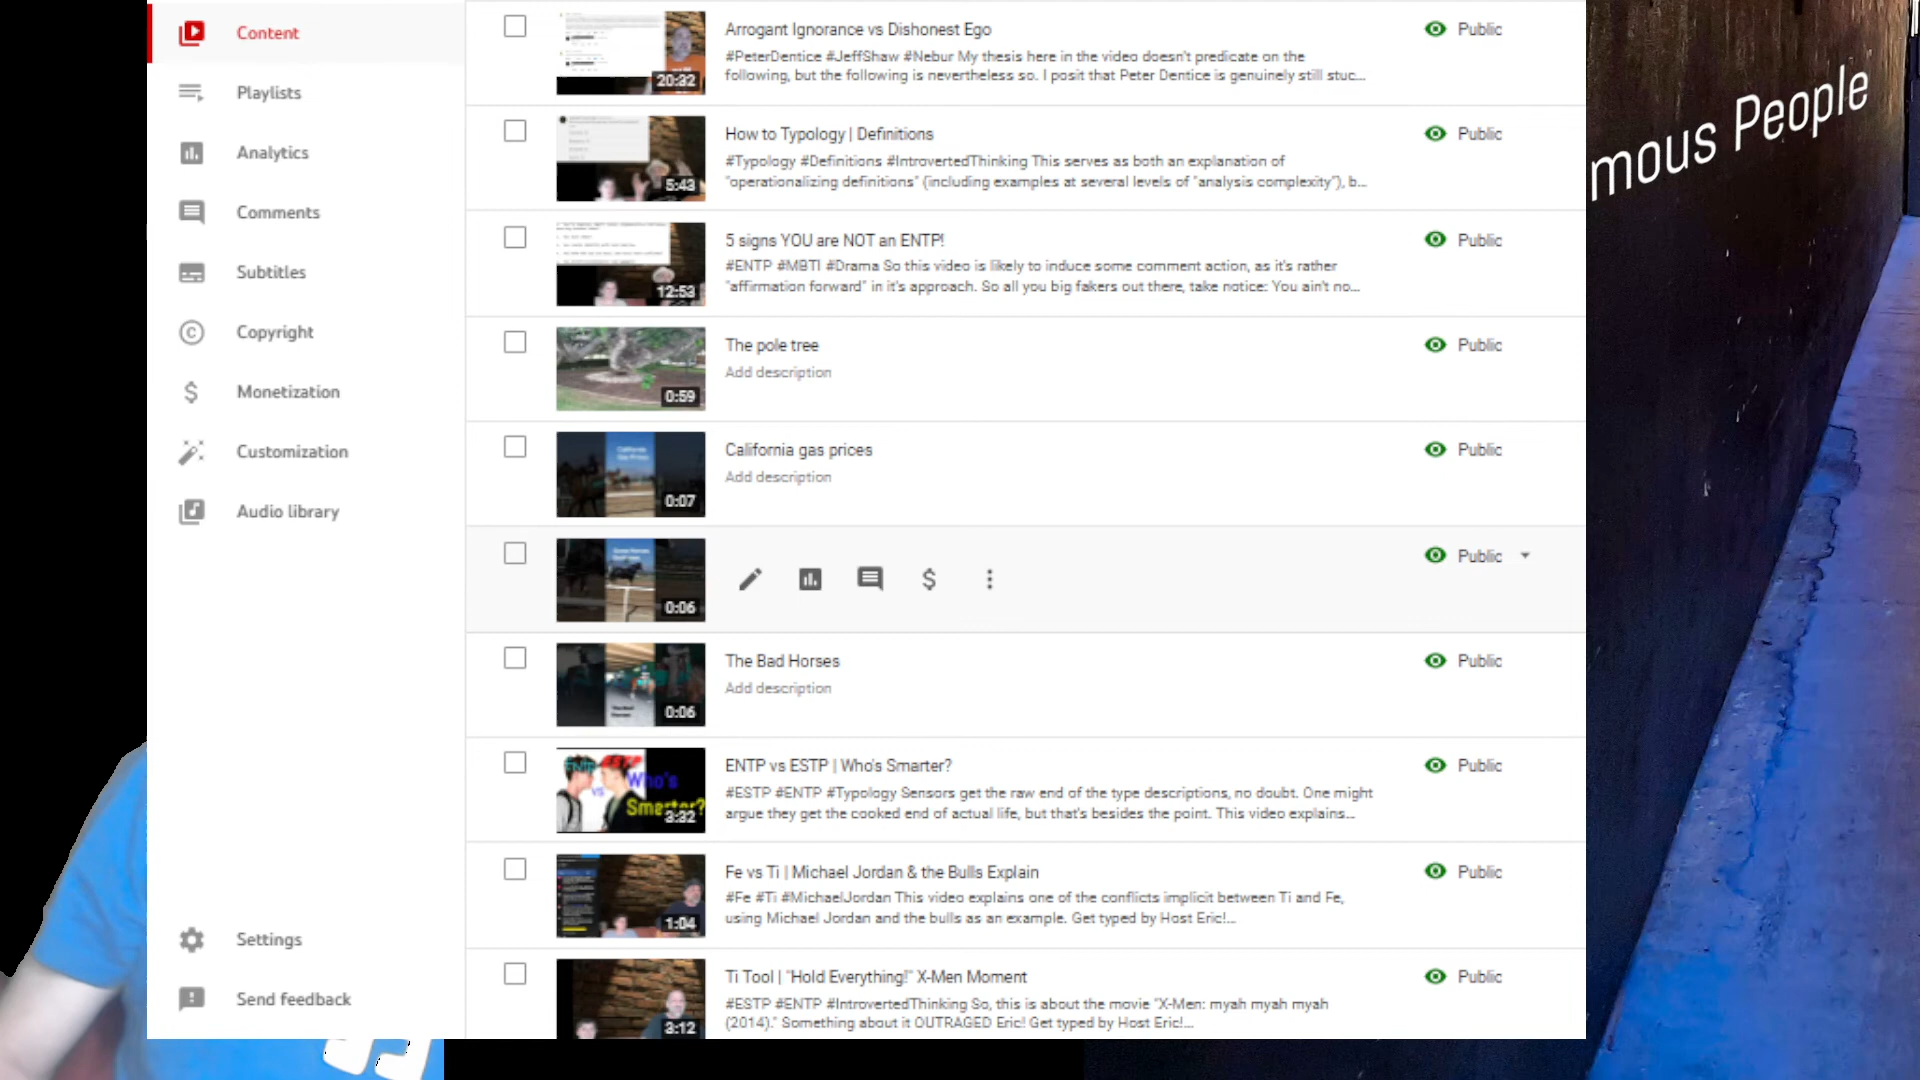 Content
Playlists
Analytics
Comments
Subtitles
Copyright
Monetization
Customization
Audio library
Settings
Send feedback
20:32
Arrogant Ignorance vs Dishonest Ego
#PeterDentice #JeffShaw #Nebur My thesis here in the video doesn't predicate on the
following, but the following is nevertheless so. I posit that Peter Dentice is genuinely still stuc...
Public
5:43
How to Typology | Definitions
#Typology #Definitions #IntrovertedThinking This serves as both an explanation of
"operationalizing definitions" (including examples at several levels of "analysis complexity"), b...
Public
12:53
5 signs YOU are NOT an ENTP!
#ENTP #MBTI #Drama So this video is likely to induce some comment action, as it's rather
"affirmation forward" in it's approach. So all you big fakers out there, take notice: You ain't no...
Public
0:59
The pole tree
Add description
Public
California
Gas Prices
0:07
California gas prices
Add description
Public
0:06
Public
The Bad
Horses
0:06
The Bad Horses
Add description
Public
ENTP ESTP
vs Who's
Smarter?
3:32
ENTP vs ESTP | Who's Smarter?
#ESTP #ENTP #Typology Sensors get the raw end of the type descriptions, no doubt. One might
argue they get the cooked end of actual life, but that's besides the point. This video explains...
Public
1:04
Fe vs Ti | Michael Jordan & the Bulls Explain
#Fe #Ti #MichaelJordan This video explains one of the conflicts implicit between Ti and Fe,
using Michael Jordan and the bulls as an example. Get typed by Host Eric!...
Public
3:12
Ti Tool | "Hold Everything!" X-Men Moment
#ESTP #ENTP #IntrovertedThinking So, this is about the movie "X-Men: myah myah myah
(2014)." Something about it OUTRAGED Eric! Get typed by Host Eric!...
Public
mous People